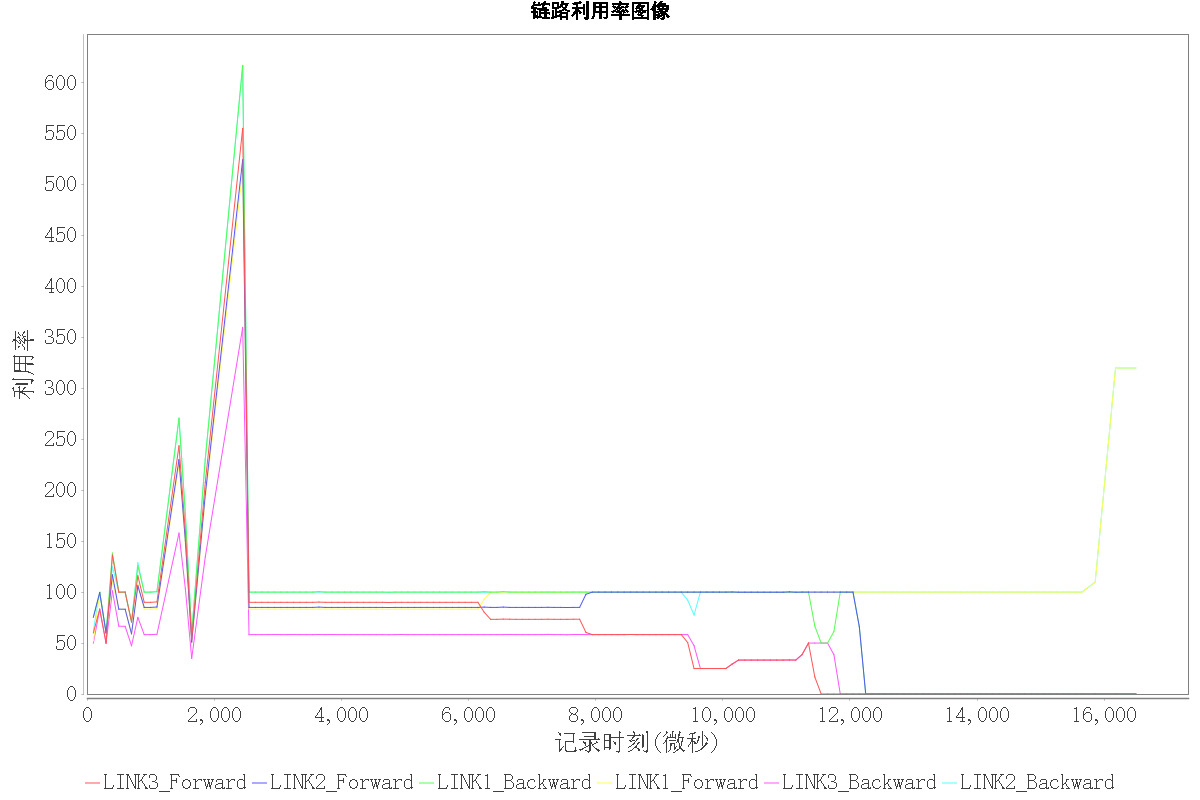 链路利用率图像
600
550
500
450
400
350
300
250
200
150
100
50
0
利用率
0 2,000 4,000 6,000 8,000 10,000 12,000 14,000 16,000
记录时刻(微秒)
LINK3_Forward LINK2_Forward LINK1_Backward LINK1_Forward LINK3_Backward LINK2_Backward